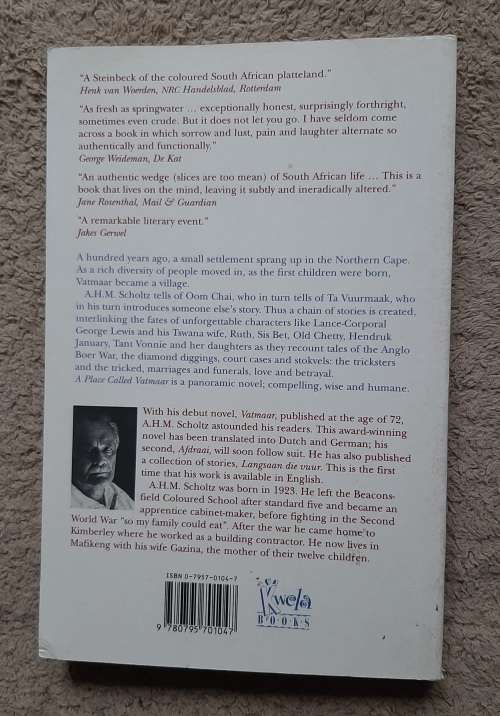 “A Steinbeck of the coloured South African platteland.”
Henk van Woerden, NRC Handelsblad, Rotterdam
“As fresh as springwater … exceptionally honest, surprisingly forthright,
sometimes even crude. But it does not let you go. I have seldom come
across a book in which sorrow and lust, pain and laughter alternate so
authentically and functionally.”
George Weideman, De Kat
“An authentic wedge (slices are too mean) of South African life … This is a
book that lives on the mind, leaving it subtly and ineradically altered.”
Jane Rosenthal, Mail & Guardian
“A remarkable literary event.”
Jakes Gerwel
A hundred years ago, a small settlement sprang up in the Northern Cape.
As a rich diversity of people moved in, as the first children were born,
Vatmaar became a village.
A.H.M. Scholtz tells of Oom Chai, who in turn tells of Ta Vuurmaak, who
in his turn introduces someone else's story. Thus a chain of stories is created,
interlinking the fates of unforgettable characters like Lance-Corporal
George Lewis and his Tswana wife, Ruth, Sis Bet, Old Chetty, Hendruk
January, Tant Vonnie and her daughters as they recount tales of the Anglo
Boer War, the diamond diggings, court cases and stokvels: the tricksters
and the tricked, marriages and funerals, love and betrayal.
A Place Called Vatmaar is a panoramic novel; compelling, wise and humane.
With his debut novel, Vatmaar, published at the age of 72,
A.H.M. Scholtz astounded his readers. This award-winning
novel has been translated into Dutch and German; his
second, Afdraai, will soon follow suit. He has also published
a collection of stories, Langsaan die vuur. This is the first
time that his work is available in English.
A.H.M. Scholtz was born in 1923. He left the Beacons-
field Coloured School after standard five and became an
apprentice cabinet-maker, before fighting in the Second
World War “so my family could eat”. After the war he came home to
Kimberley where he worked as a building contractor. He now lives in
Mafikeng with his wife Gazina, the mother of their twelve children.
ISBN 0-7957-0104-7
9 780795 701047
Kwela
BOOKS